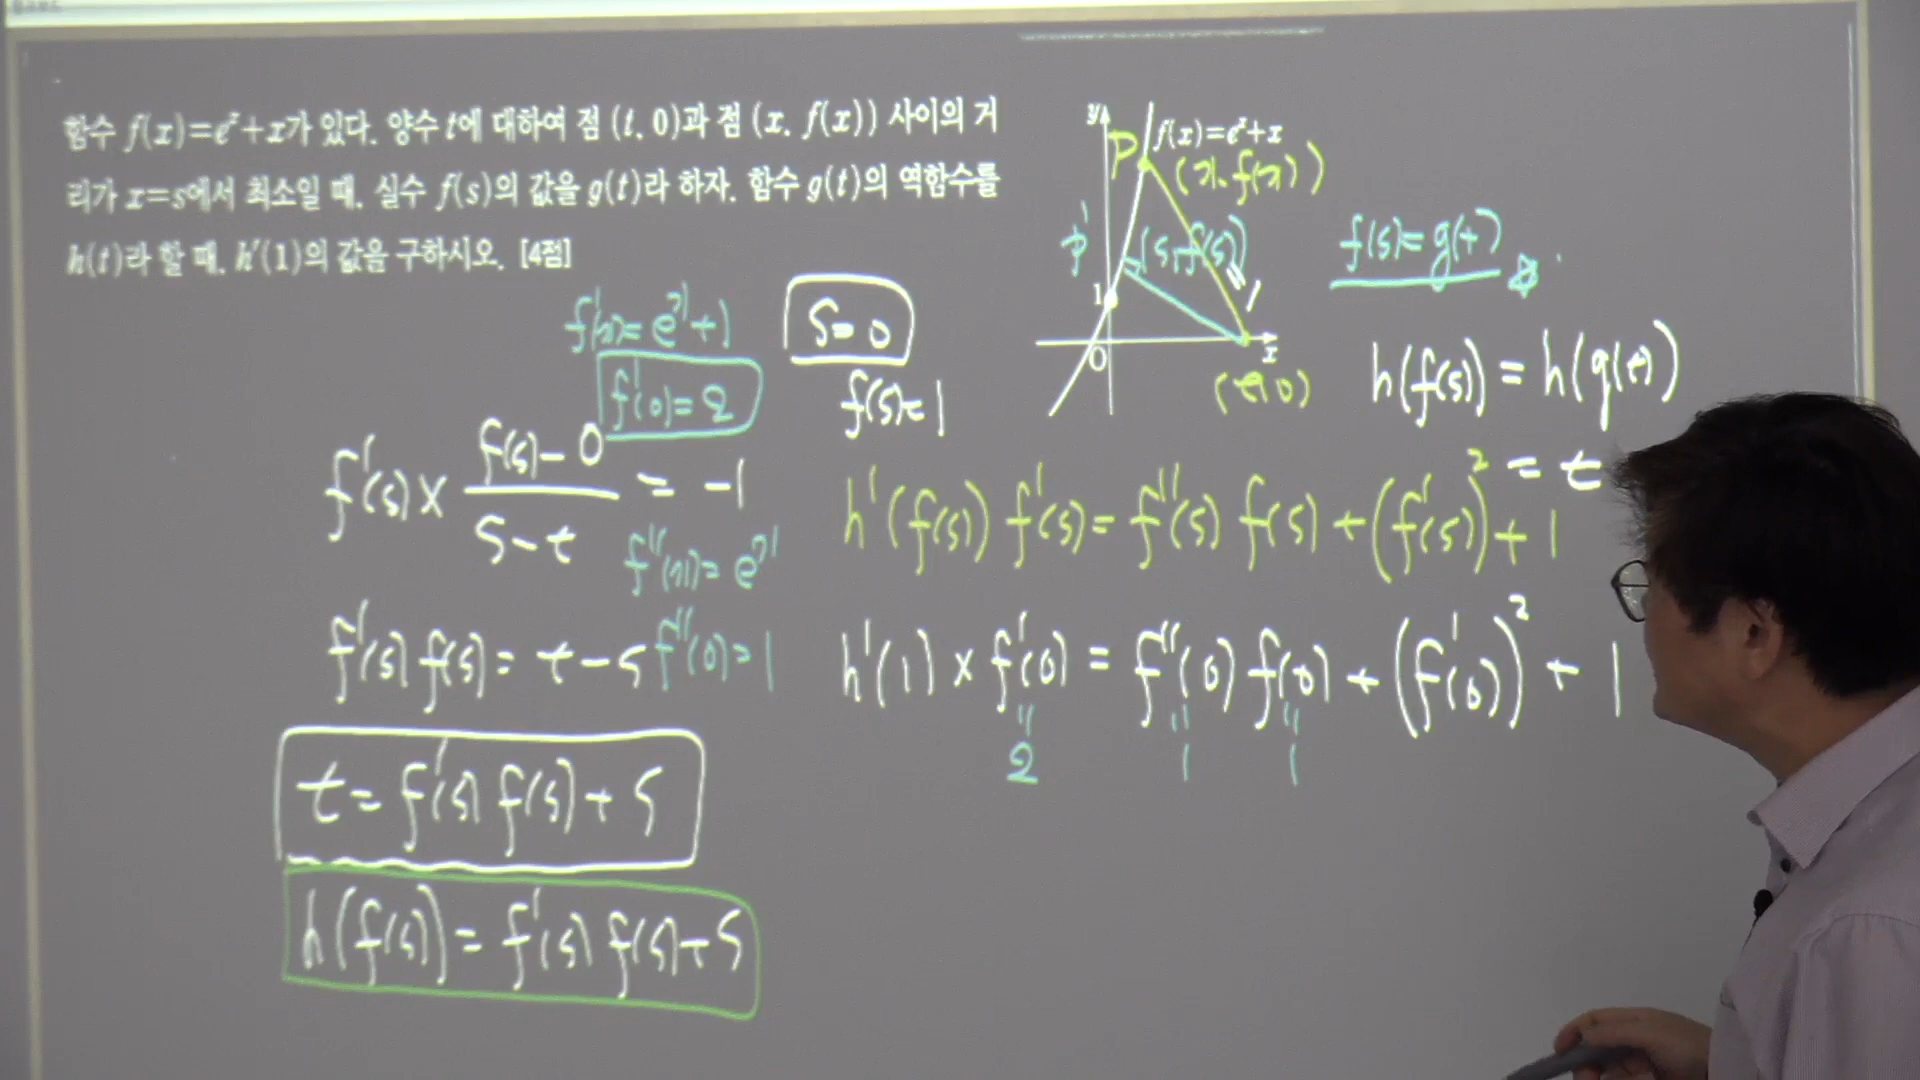 함수 f(x)=eˣ+x가 있다. 양수 t에 대하여 점 (t, 0)과 점 (x, f(x)) 사이의 거
리가 x=s에서 최소일 때, 실수 f(s)의 값을 g(t)라 하자. 함수 g(t)의 역함수를
h(t)라 할 때, h′(1)의 값을 구하시오. [4점]
y
f(x)=eˣ+x
P
(x, f(x))
P′
(s, f(s))
1
O
x
(t, 0)
f(s)=g(t)
f′(x)=eˣ+1
f′(0)=2
s=0
f(s)=1
h(f(s))=h(g(t))
=t
f′(s)× (f(s)-0)/(s-t) = -1
f″(x)=eˣ
f′(s)f(s)=t-s
f″(0)=1
t=f′(s)f(s)+s
h(f(s))=f′(s)f(s)+s
h′(f(s))f′(s)=f″(s)f(s)+(f′(s))²+1
h′(1)×f′(0)=f″(0)f(0)+(f′(0))²+1
" " "
2 1 1